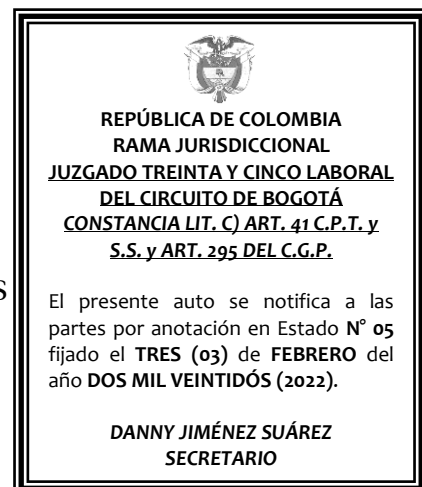 REPÚBLICA DE COLOMBIA
RAMA JURISDICCIONAL
JUZGADO TREINTA Y CINCO LABORAL
DEL CIRCUITO DE BOGOTÁ
CONSTANCIA LIT. C) ART. 41 C.P.T. y
S.S. y ART. 295 DEL C.G.P.
S
El presente auto se notifica a las
partes por anotación en Estado N° 05
fijado el TRES (03) de FEBRERO del
año DOS MIL VEINTIDÓS (2022).
DANNY JIMÉNEZ SUÁREZ
SECRETARIO